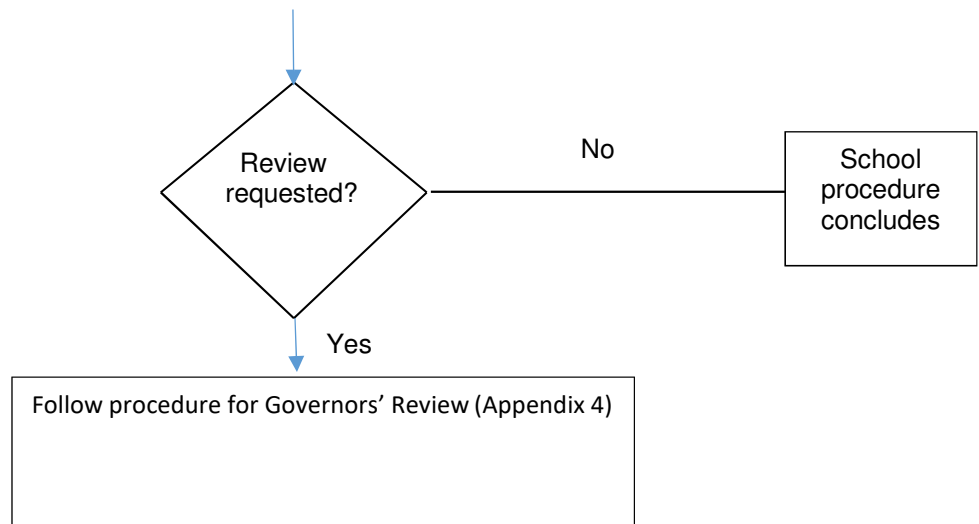 Review
requested?
No
School
procedure
concludes
Yes
Follow procedure for Governors’ Review (Appendix 4)